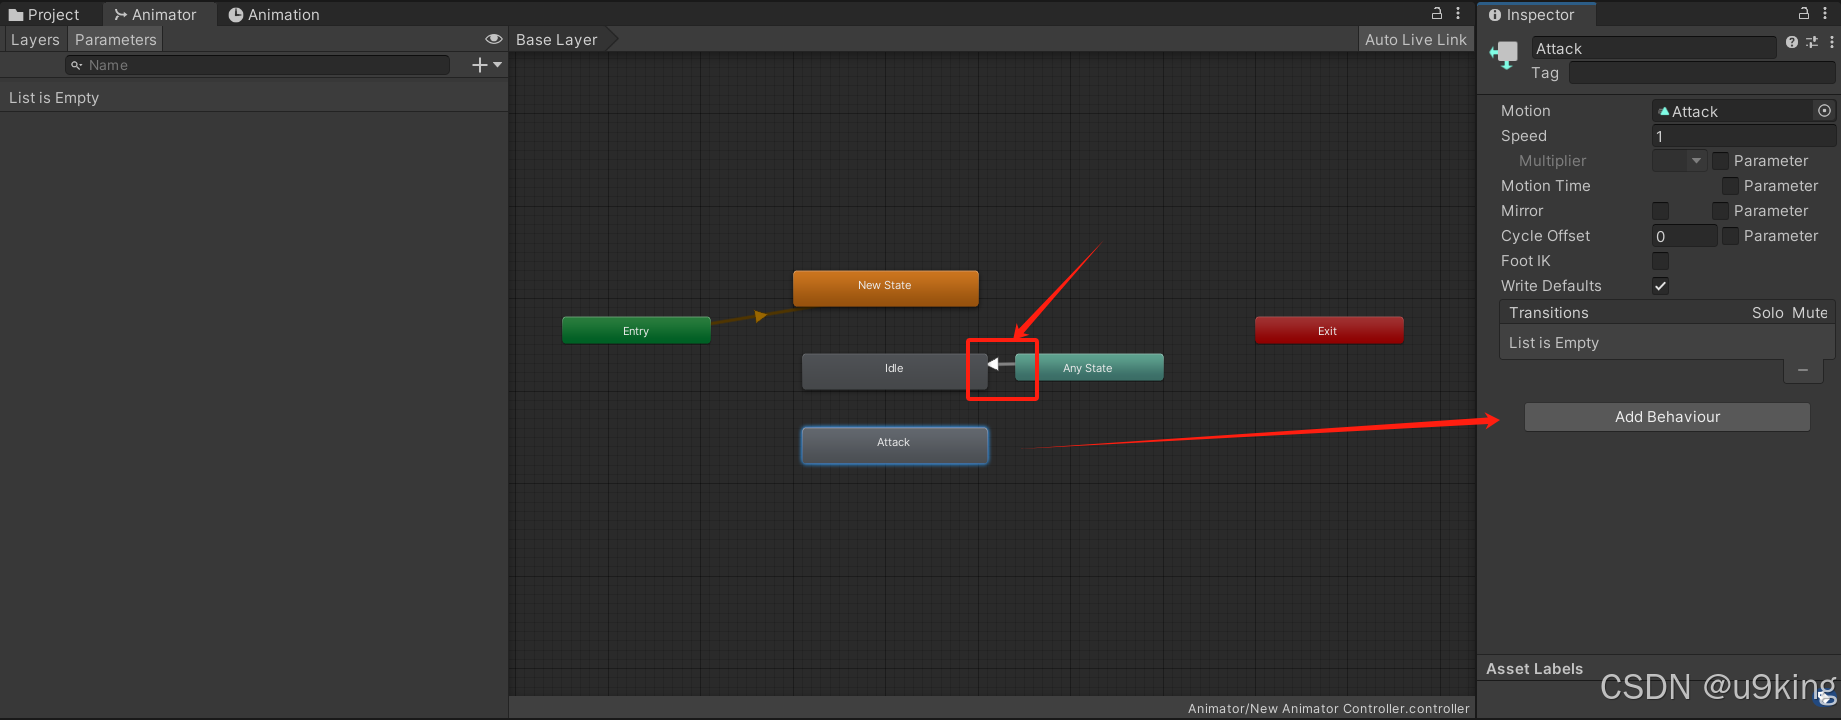 Project
Animator
Animation
Layers
Parameters
Name
List is Empty
Base Layer
Auto Live Link
New State
Entry
Exit
Idle
Any State
Attack
Animator/New Animator Controller.controller
Inspector
Attack
Tag
Motion Attack
Speed 1
Multiplier Parameter
Motion Time Parameter
Mirror Parameter
Cycle Offset 0 Parameter
Foot IK
Write Defaults
Transitions Solo Mute
List is Empty
Add Behaviour
Asset Labels
CSDN @u9king